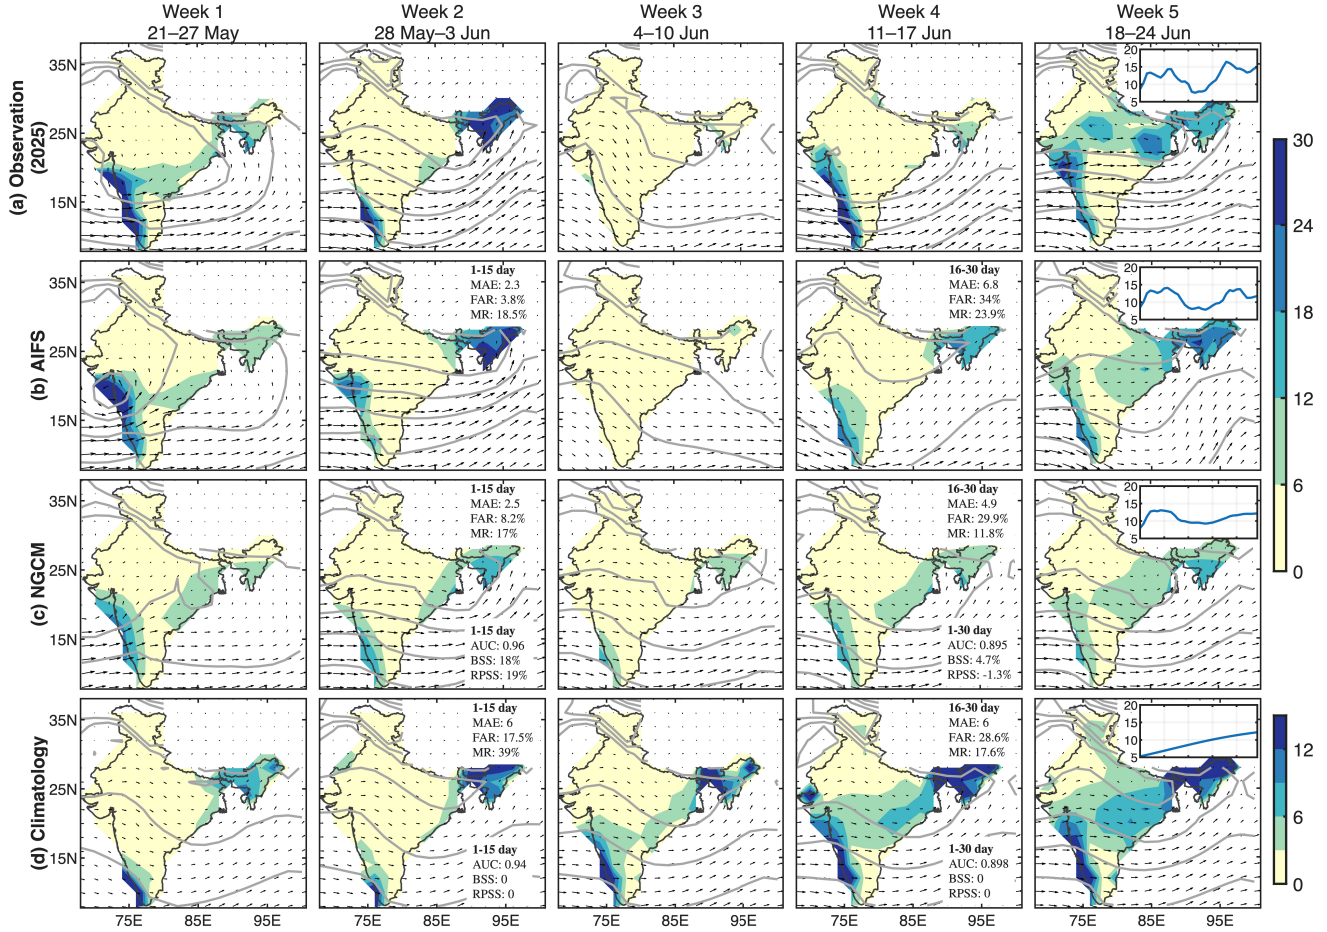 Week 1
21–27 May
Week 2
28 May–3 Jun
Week 3
4–10 Jun
Week 4
11–17 Jun
Week 5
18–24 Jun
(a) Observation
(2025)
35N
25N
15N
20
15
10
5
(b) AIFS
35N
25N
15N
1-15 day
MAE: 2.3
FAR: 3.8%
MR: 18.5%
16-30 day
MAE: 6.8
FAR: 34%
MR: 23.9%
20
15
10
5
(c) NGCM
35N
25N
15N
1-15 day
MAE: 2.5
FAR: 8.2%
MR: 17%
1-15 day
AUC: 0.96
BSS: 18%
RPSS: 19%
16-30 day
MAE: 4.9
FAR: 29.9%
MR: 11.8%
1-30 day
AUC: 0.895
BSS: 4.7%
RPSS: -1.3%
20
15
10
5
(d) Climatology
35N
25N
15N
1-15 day
MAE: 6
FAR: 17.5%
MR: 39%
1-15 day
AUC: 0.94
BSS: 0
RPSS: 0
16-30 day
MAE: 6
FAR: 28.6%
MR: 17.6%
1-30 day
AUC: 0.898
BSS: 0
RPSS: 0
20
15
10
5
75E
85E
95E
75E
85E
95E
75E
85E
95E
75E
85E
95E
75E
85E
95E
30
24
18
12
6
0
12
6
0